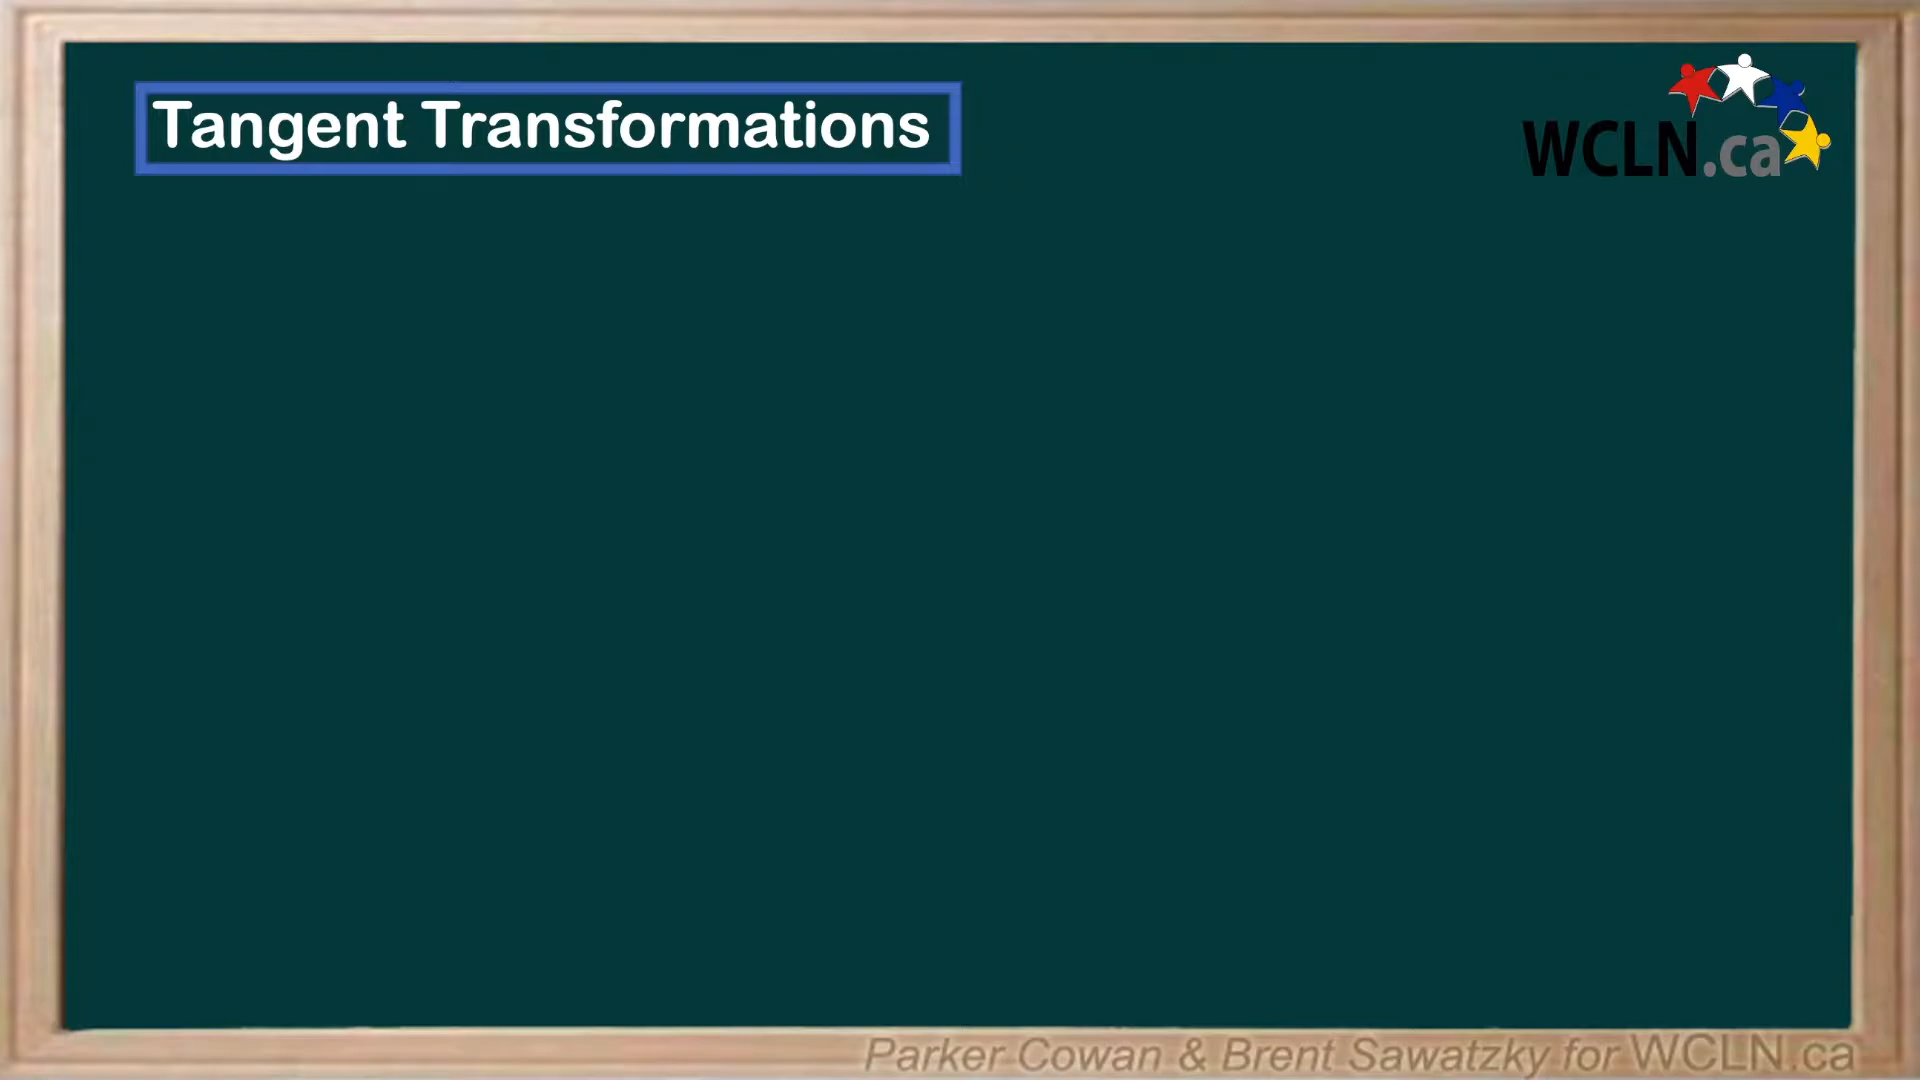 Tangent Transformations
WCLN.ca
Parker Cowan & Brent Sawatzky for WCLN.ca